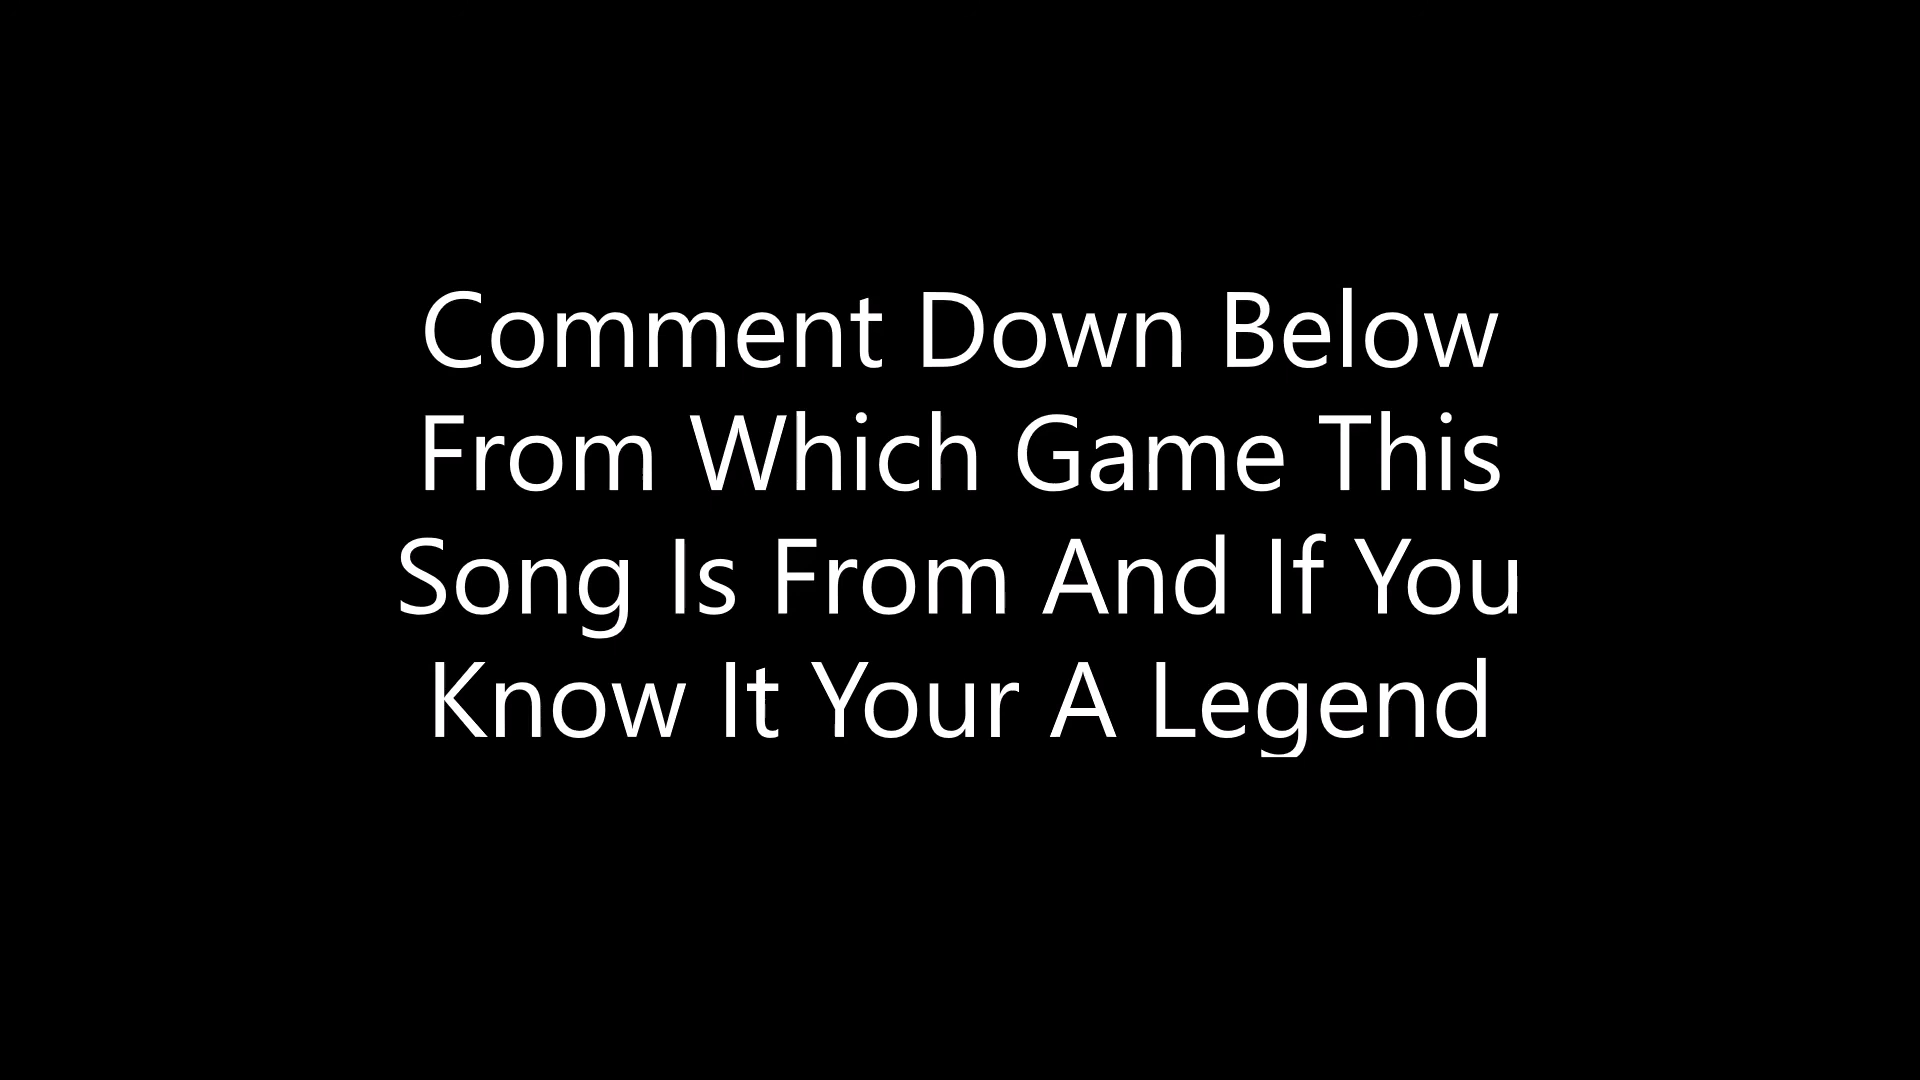 Comment Down Below
From Which Game This
Song Is From And If You
Know It Your A Legend